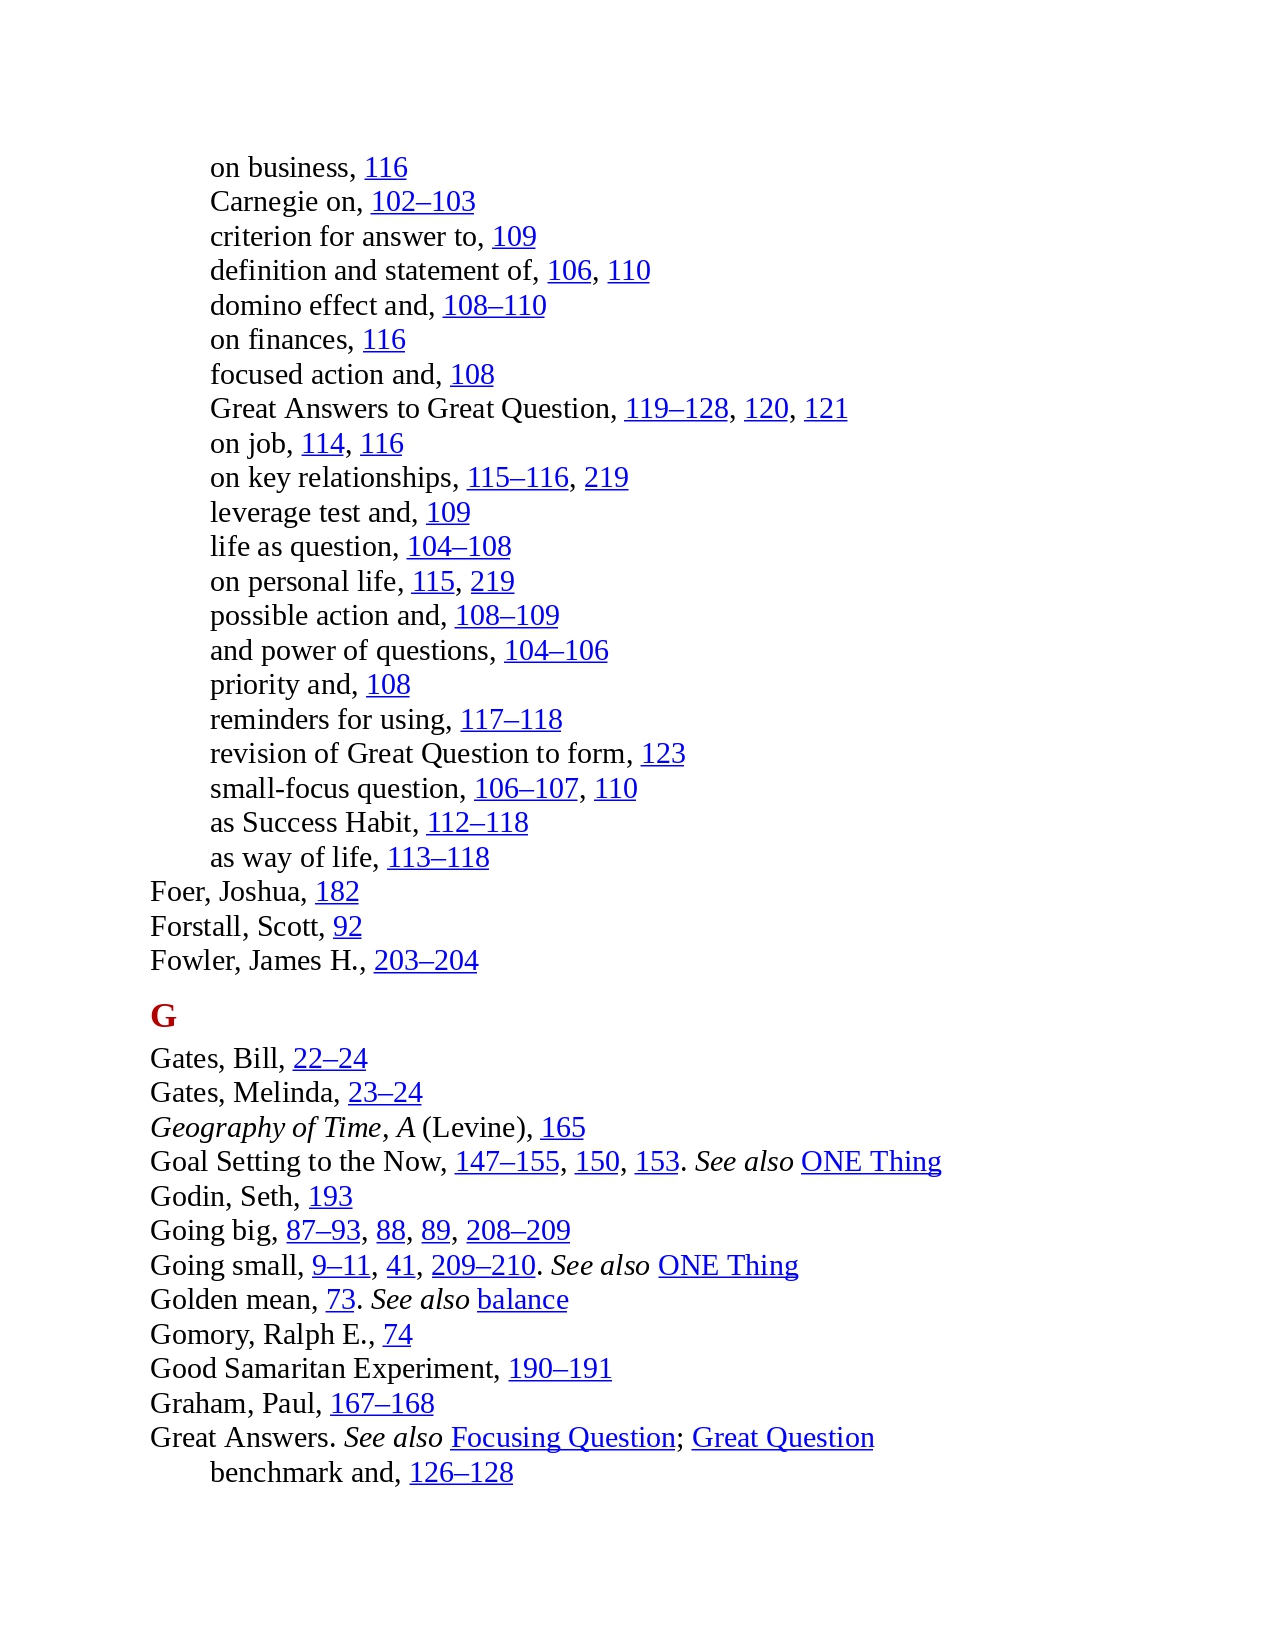 on business, 116
Carnegie on, 102–103
criterion for answer to, 109
definition and statement of, 106, 110
domino effect and, 108–110
on finances, 116
focused action and, 108
Great Answers to Great Question, 119–128, 120, 121
on job, 114, 116
on key relationships, 115–116, 219
leverage test and, 109
life as question, 104–108
on personal life, 115, 219
possible action and, 108–109
and power of questions, 104–106
priority and, 108
reminders for using, 117–118
revision of Great Question to form, 123
small-focus question, 106–107, 110
as Success Habit, 112–118
as way of life, 113–118
Foer, Joshua, 182
Forstall, Scott, 92
Fowler, James H., 203–204
G
Gates, Bill, 22–24
Gates, Melinda, 23–24
Geography of Time, A (Levine), 165
Goal Setting to the Now, 147–155, 150, 153. See also ONE Thing
Godin, Seth, 193
Going big, 87–93, 88, 89, 208–209
Going small, 9–11, 41, 209–210. See also ONE Thing
Golden mean, 73. See also balance
Gomory, Ralph E., 74
Good Samaritan Experiment, 190–191
Graham, Paul, 167–168
Great Answers. See also Focusing Question; Great Question
benchmark and, 126–128